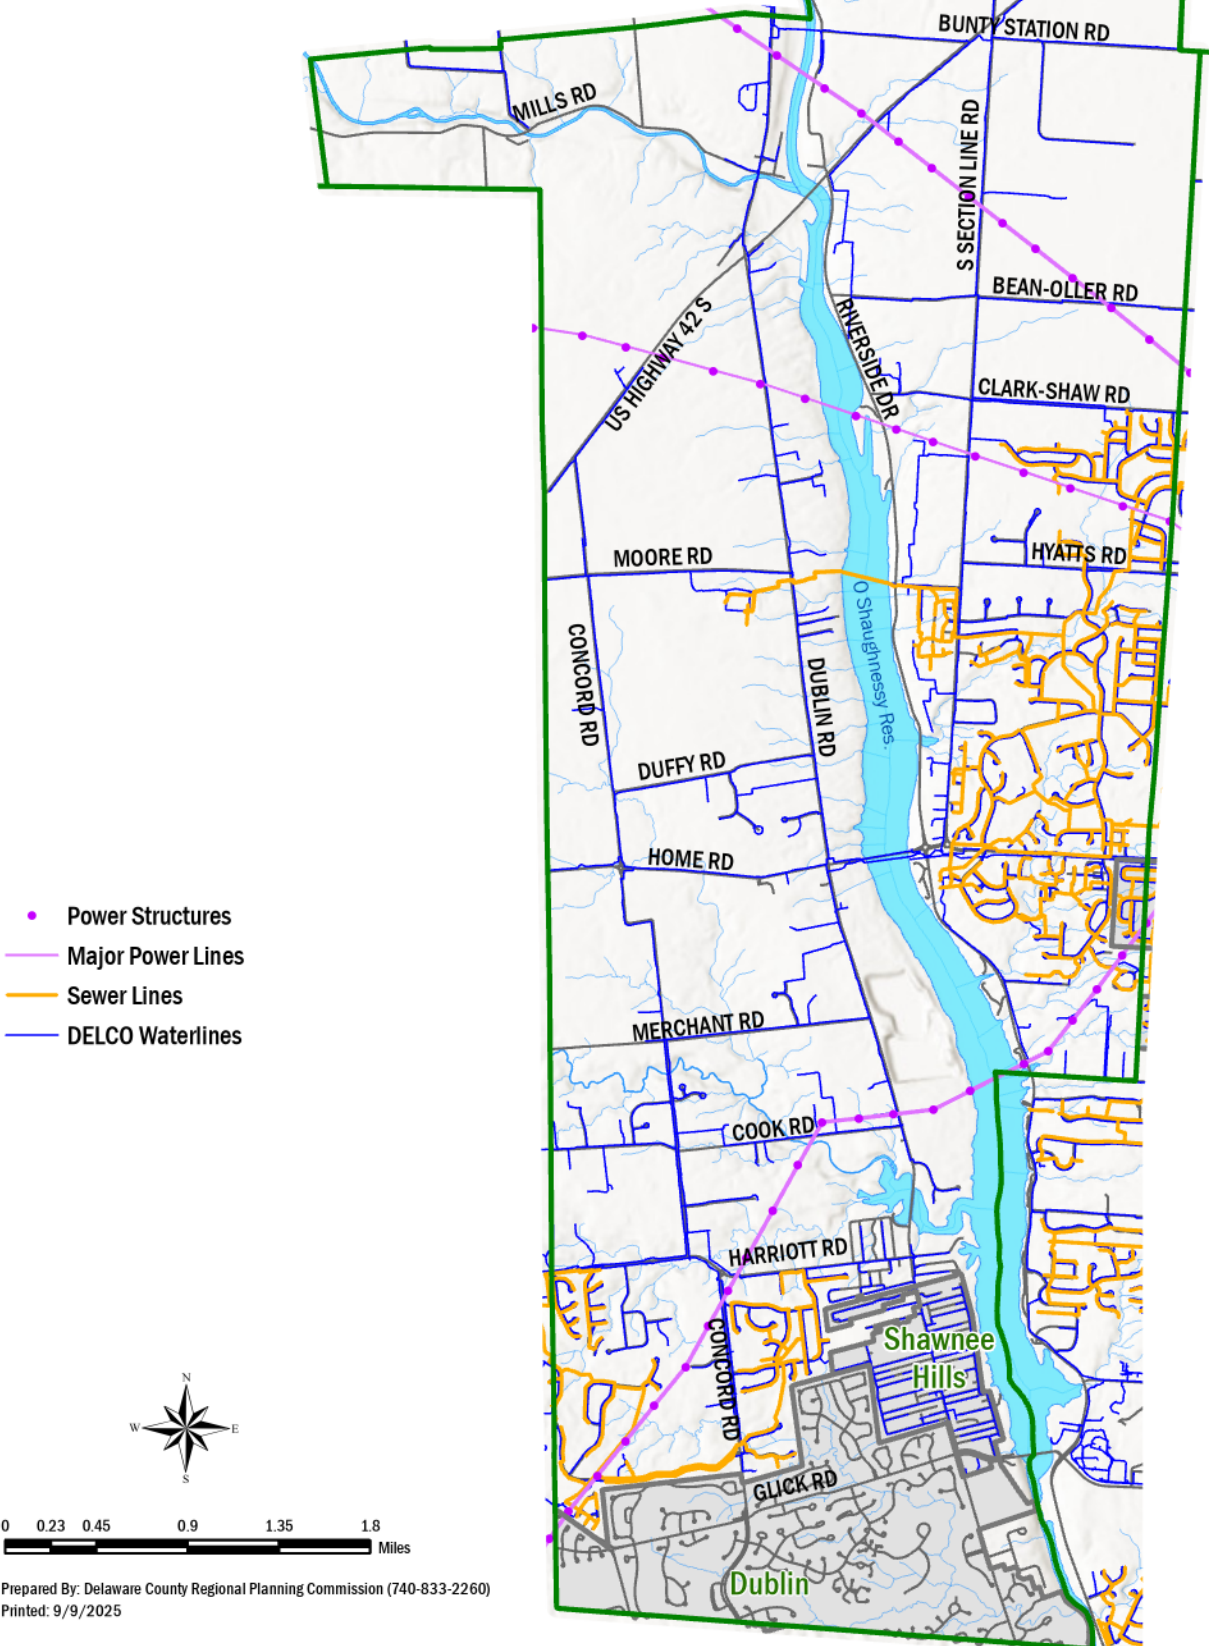 BUNTY STATION RD
MILLS RD
S SECTION LINE RD
BEAN-OLLER RD
US HIGHWAY 42 S
RIVERSIDE DR
CLARK-SHAW RD
MOORE RD
HYATTS RD
O Shaughnessy Res.
CONCORD RD
DUBLIN RD
DUFFY RD
HOME RD
Power Structures
Major Power Lines
Sewer Lines
DELCO Waterlines
MERCHANT RD
COOK RD
HARRIOTT RD
CONCORD RD
Shawnee
Hills
GLICK RD
Dublin
N
W E
S
0 0.23 0.45 0.9 1.35 1.8
Miles
Prepared By: Delaware County Regional Planning Commission (740-833-2260)
Printed: 9/9/2025